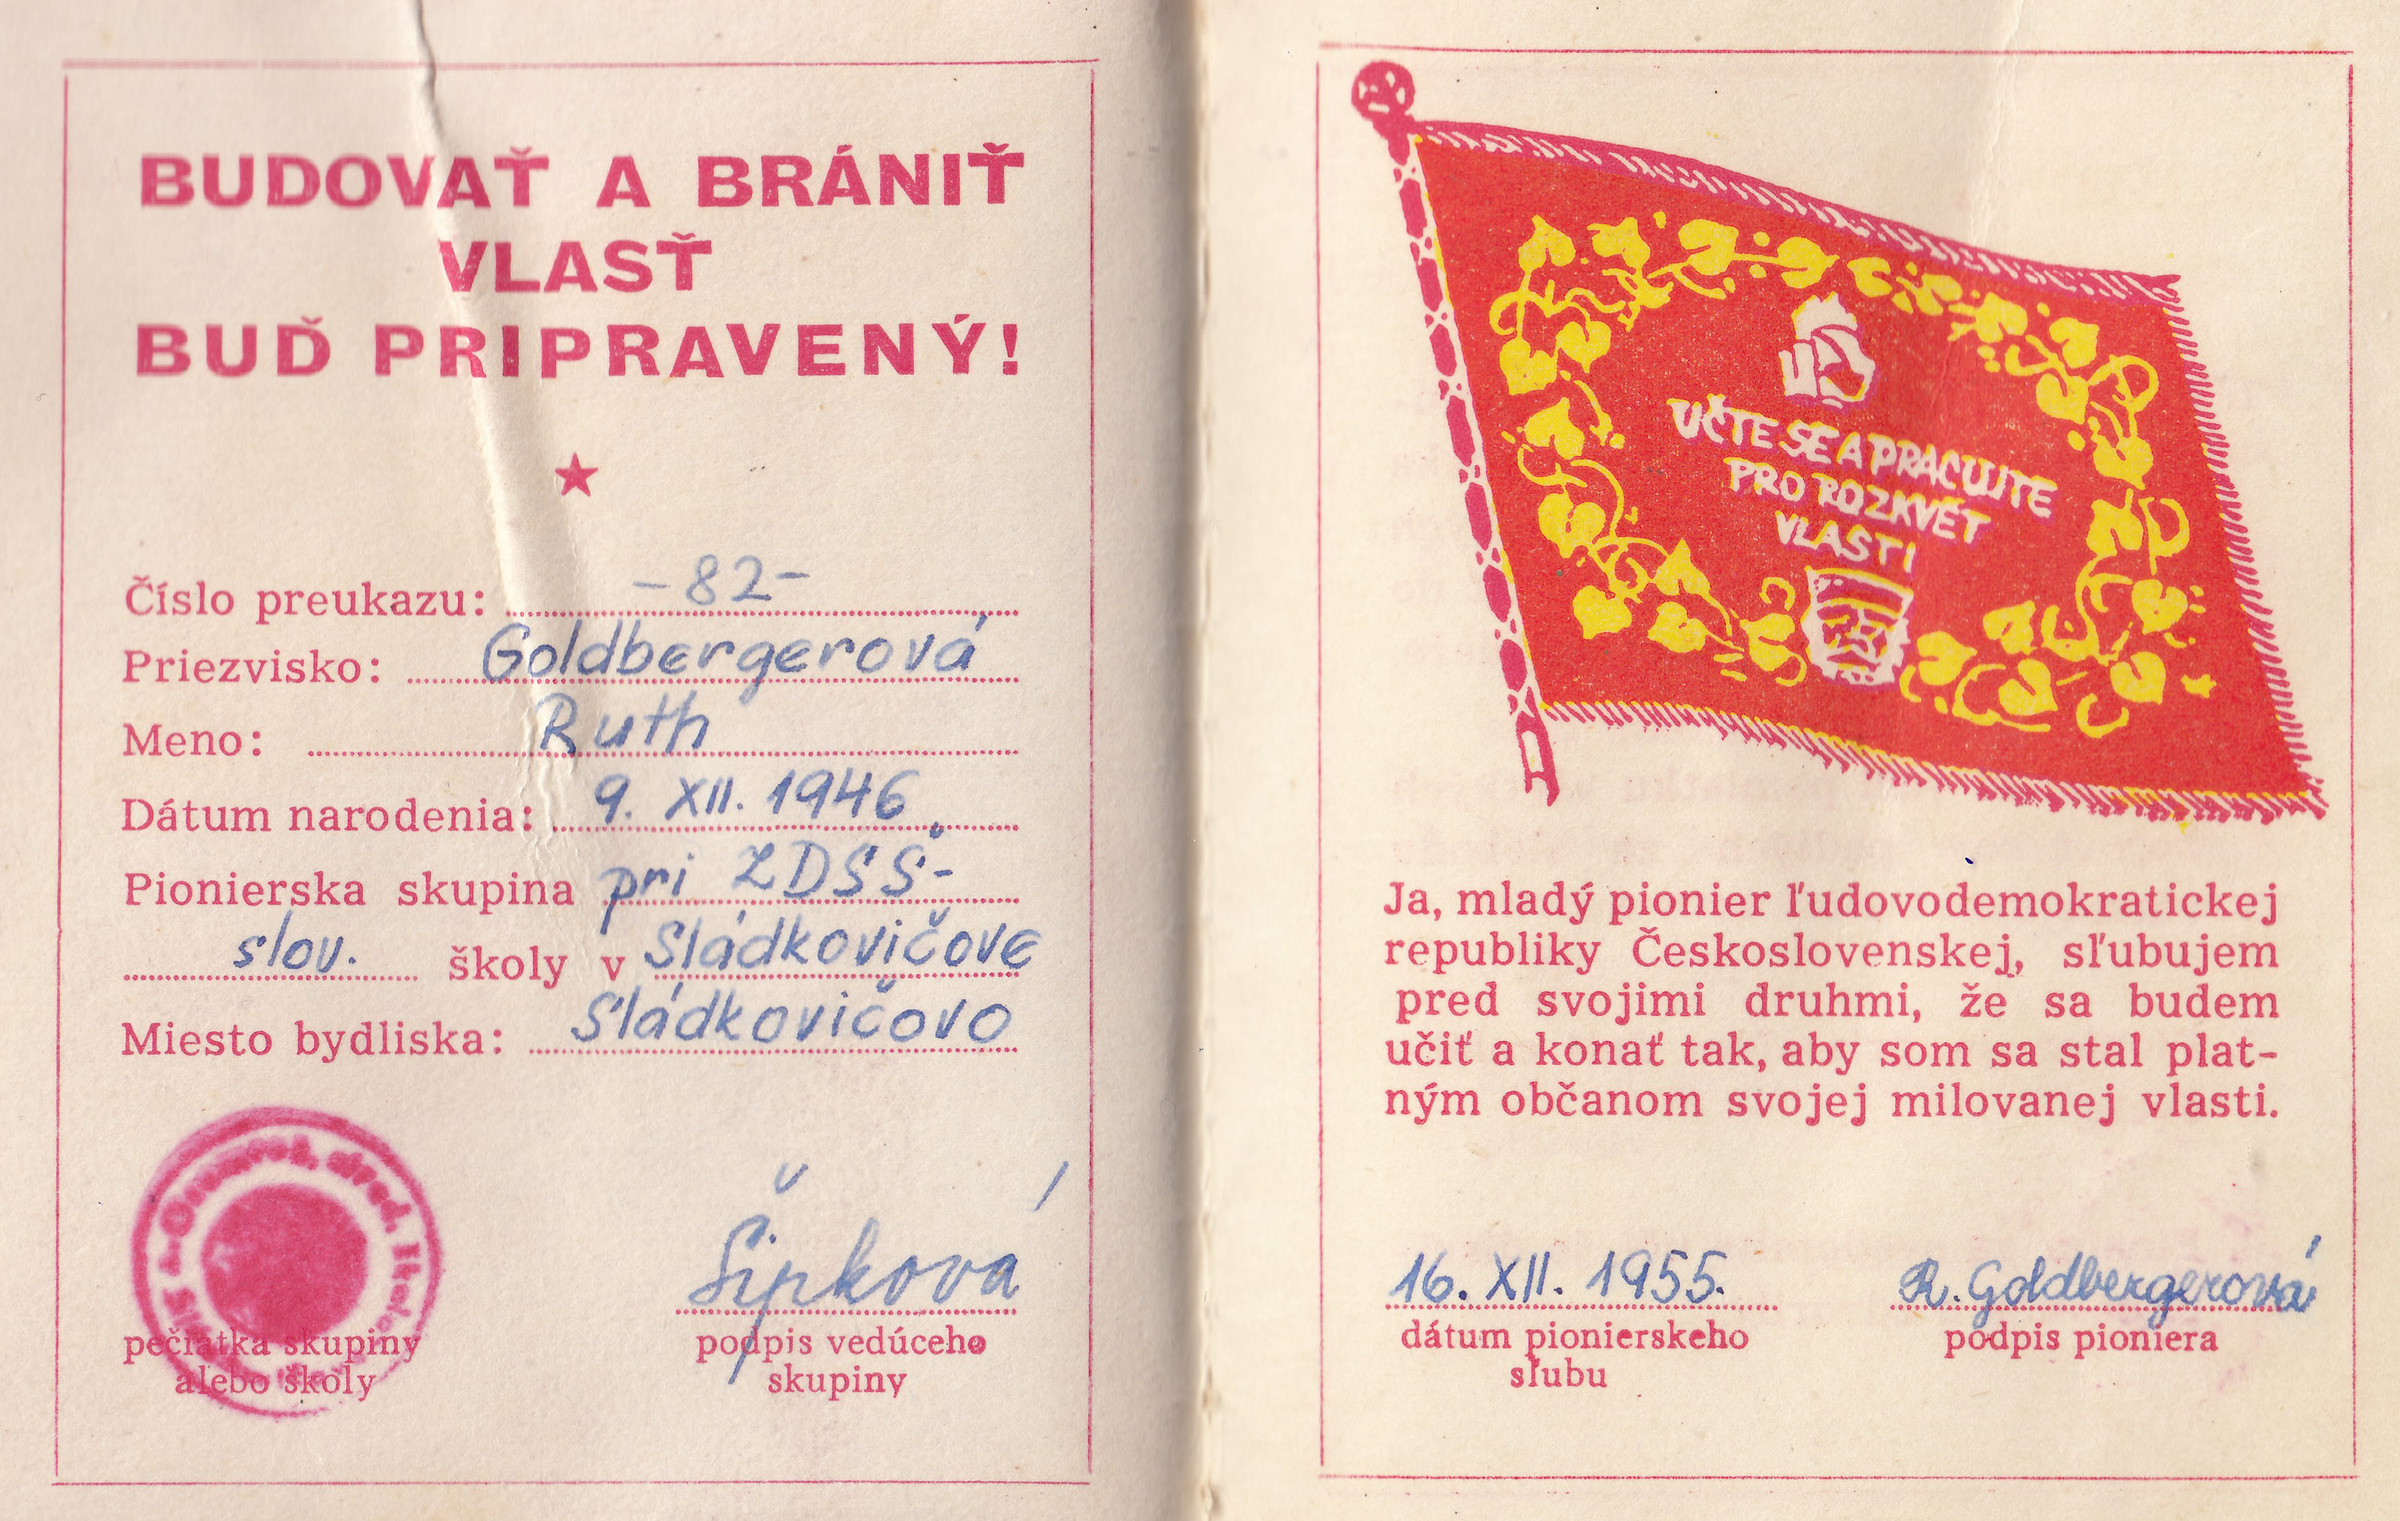 BUDOVAŤ A BRÁNIŤ
VLASŤ
BUĎ PRIPRAVENÝ!
Číslo preukazu: -82-
Priezvisko: Goldbergerová
Meno: Ruth
Dátum narodenia: 9. XII. 1946
Pionierska skupina pri ŽDSŠ-
slov. školy v Sládkovičove
Miesto bydliska: Sládkovičovo
Šipková
pečiatka skupiny
alebo školy
podpis vedúceho
skupiny
UČTE SE A PRACUJTE
PRO ROZKVĚT
VLASTI
Ja, mladý pionier ľudovodemokratickej
republiky Československej, sľubujem
pred svojimi druhmi, že sa budem
učiť a konať tak, aby som sa stal plat-
ným občanom svojej milovanej vlasti.
16. XII. 1955. R. Goldbergerová
dátum pionierskeho
sľubu
podpis pioniera